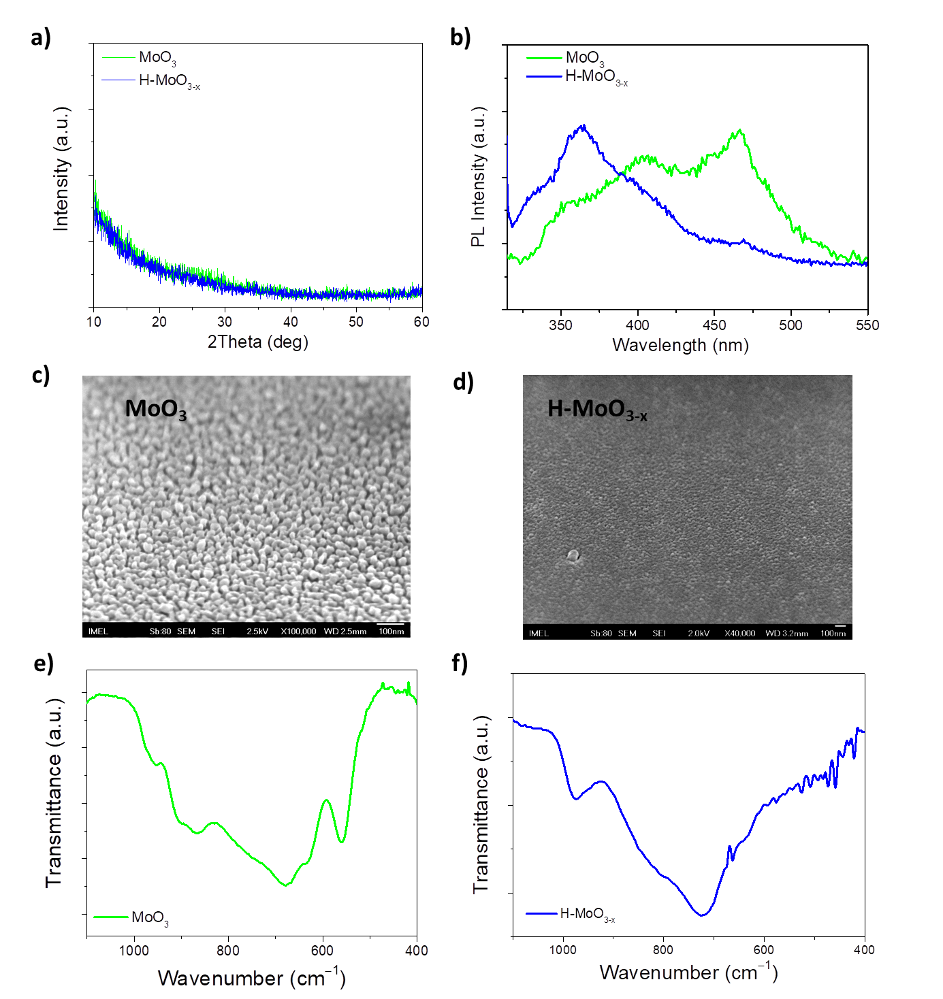 a)
MoO₃
H-MoO₃₋ₓ
Intensity (a.u.)
10 20 30 40 50 60
2Theta (deg)
b)
MoO₃
H-MoO₃₋ₓ
PL Intensity (a.u.)
350 400 450 500 550
Wavelength (nm)
c)
MoO₃
IMEL Sb:80 SEM SEI 2.5kV X100,000 WD 2.5mm 100nm
d)
H-MoO₃₋ₓ
IMEL Sb:80 SEM SEI 2.0kV X40,000 WD 3.2mm 100nm
e)
Transmittance (a.u.)
MoO₃
1000 800 600 400
Wavenumber (cm⁻¹)
f)
Transmittance (a.u.)
H-MoO₃₋ₓ
1000 800 600 400
Wavenumber (cm⁻¹)